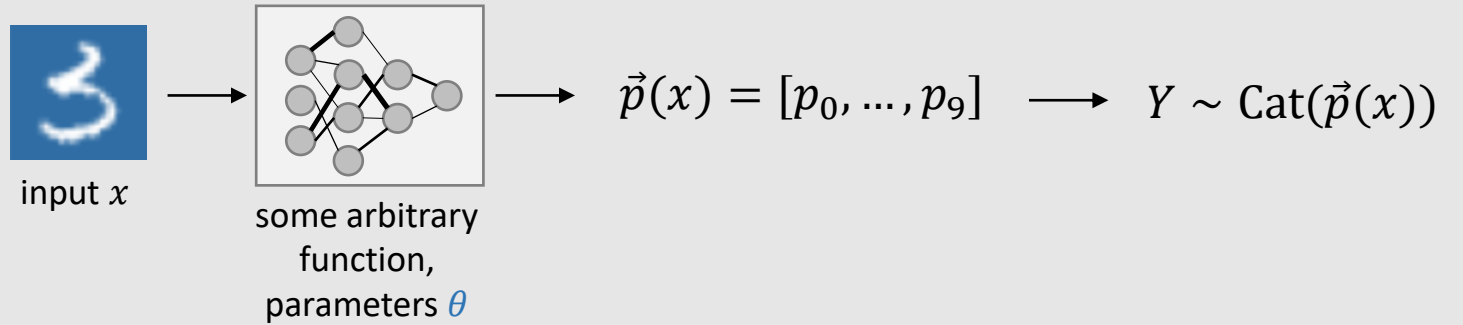 input x
some arbitrary
function,
parameters θ
p⃗(x) = [p₀, … , p₉]
Y ~ Cat(p⃗(x))